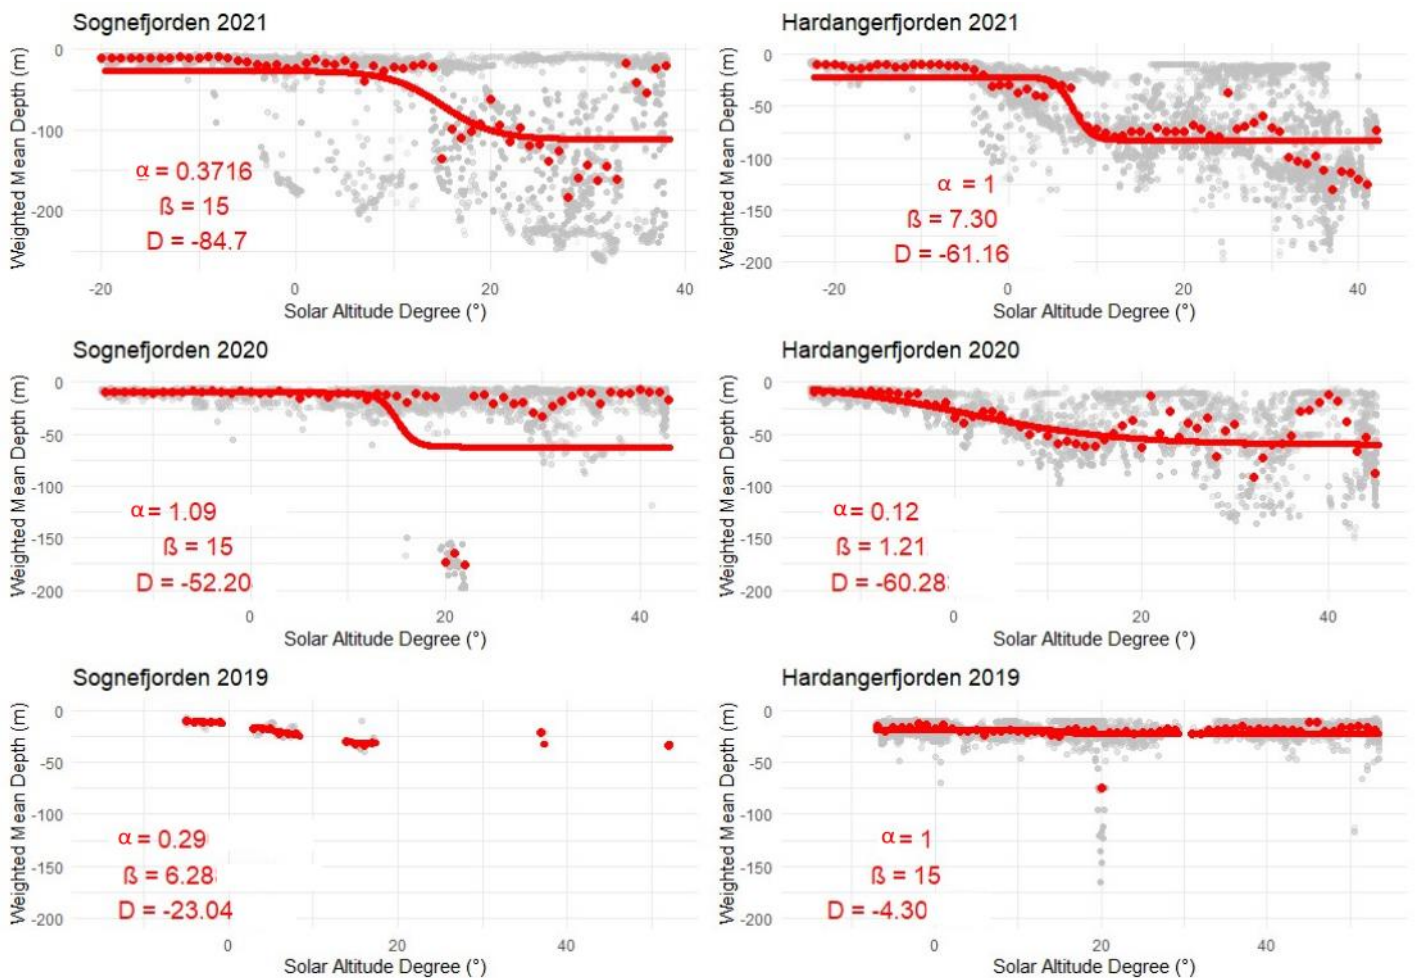 Sognefjorden 2021
Weighted Mean Depth (m)
0
-100
-200
α = 0.3716
ß = 15
D = -84.7
-20 0 20 40
Solar Altitude Degree (°)
Hardangerfjorden 2021
Weighted Mean Depth (m)
0
-50
-100
-150
-200
α = 1
ß = 7.30
D = -61.16
-20 0 20 40
Solar Altitude Degree (°)
Sognefjorden 2020
Weighted Mean Depth (m)
0
-50
-100
-150
-200
α = 1.09
ß = 15
D = -52.20
0 20 40
Solar Altitude Degree (°)
Hardangerfjorden 2020
Weighted Mean Depth (m)
0
-50
-100
-150
-200
α = 0.12
ß = 1.21
D = -60.28
0 20 40
Solar Altitude Degree (°)
Sognefjorden 2019
Weighted Mean Depth (m)
0
-50
-100
-150
-200
α = 0.29
ß = 6.28
D = -23.04
0 20 40
Solar Altitude Degree (°)
Hardangerfjorden 2019
Weighted Mean Depth (m)
0
-50
-100
-150
-200
α = 1
ß = 15
D = -4.30
0 20 40
Solar Altitude Degree (°)